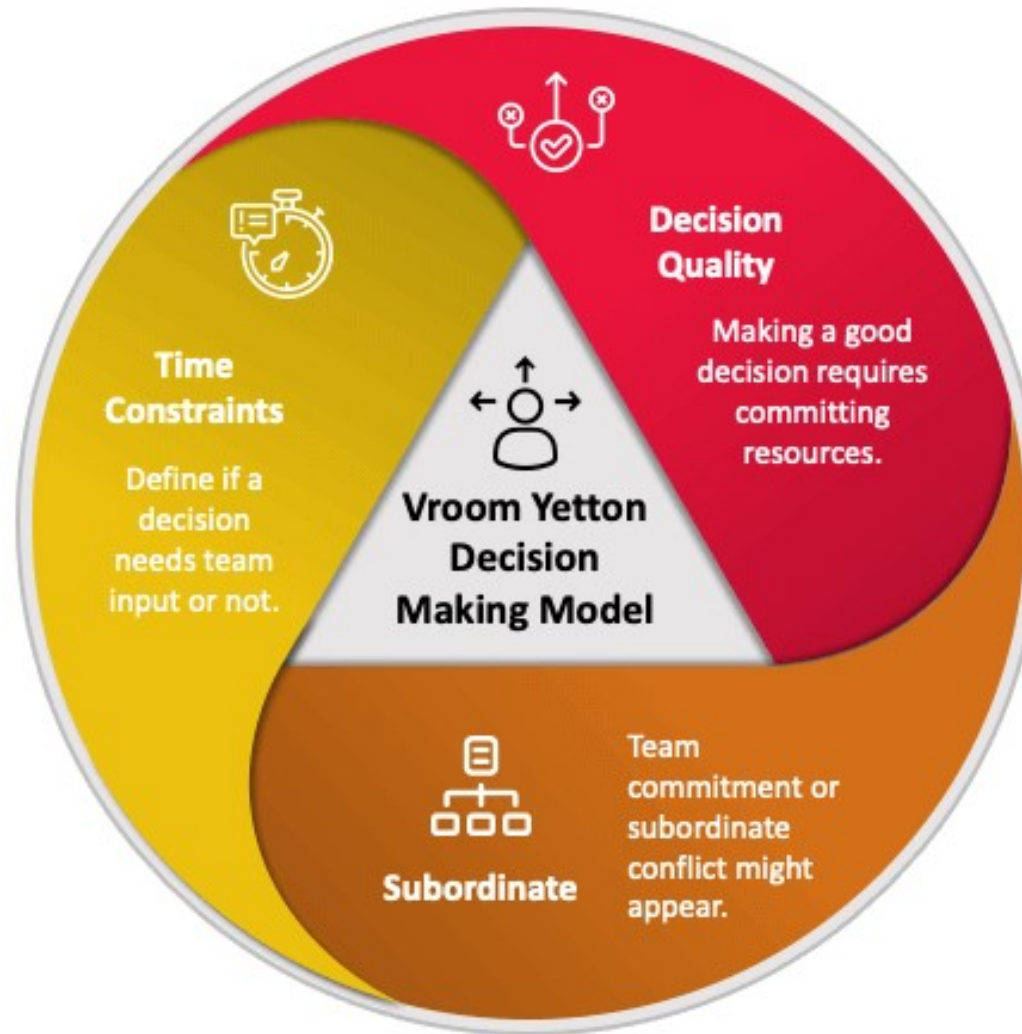 Decision
Quality
Making a good
decision requires
committing
resources.
Time
Constraints
Define if a
decision
needs team
input or not.
Vroom Yetton
Decision
Making Model
Subordinate
Team
commitment or
subordinate
conflict might
appear.